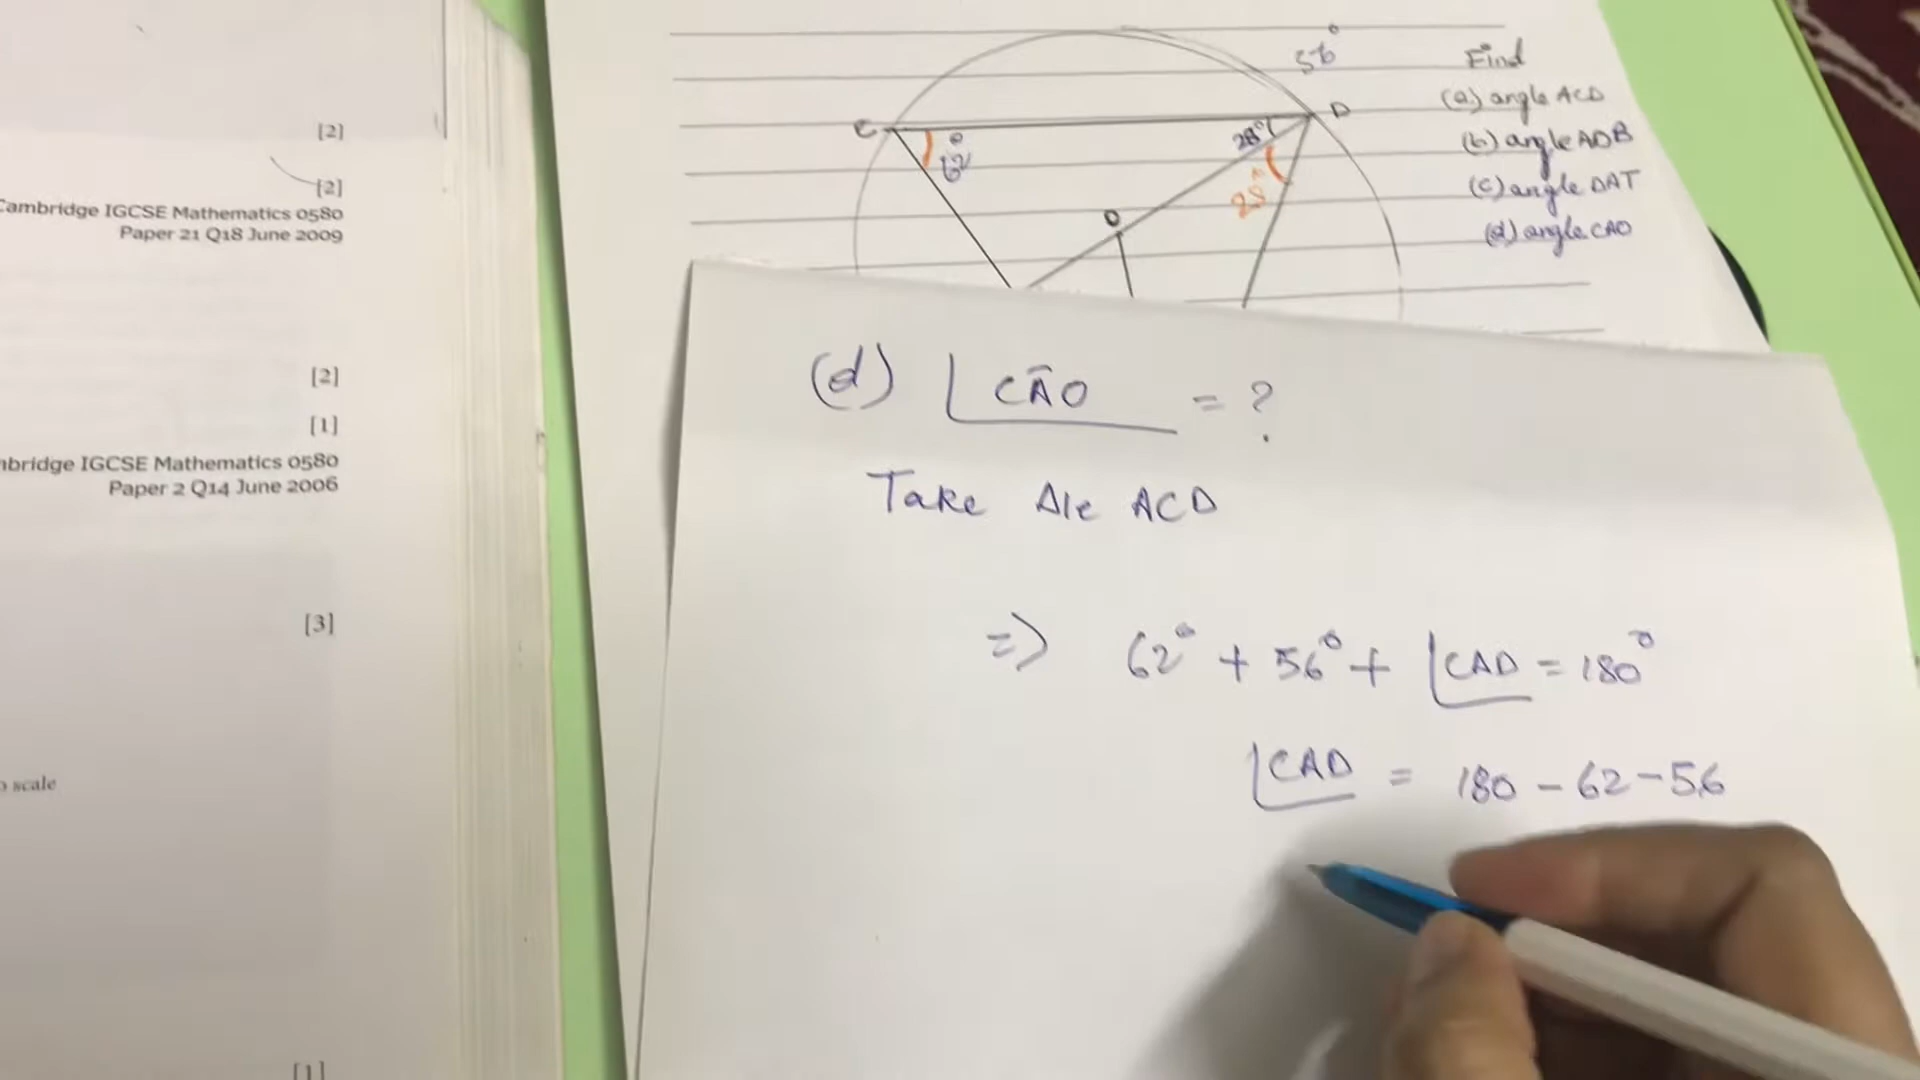 [2]
[2]
Cambridge IGCSE Mathematics 0580
Paper 21 Q18 June 2009
[2]
[1]
mbridge IGCSE Mathematics 0580
Paper 2 Q14 June 2006
[3]
o scale
[1]
56°
C
D
62°
28°
28°
O
Find
(a) angle ACD
(b) angle ADB
(c) angle DAT
(d) angle CAO
(d) CAO = ?
Take Δle ACD
=> 62° + 56° + CAD = 180°
CAD = 180 - 62 - 56